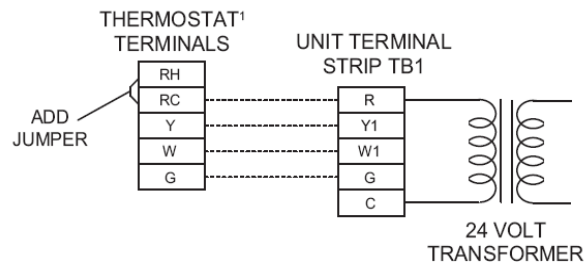 THERMOSTAT¹
TERMINALS
UNIT TERMINAL
STRIP TB1
RH
RC
Y
W
G
ADD
JUMPER
R
Y1
W1
G
C
24 VOLT
TRANSFORMER